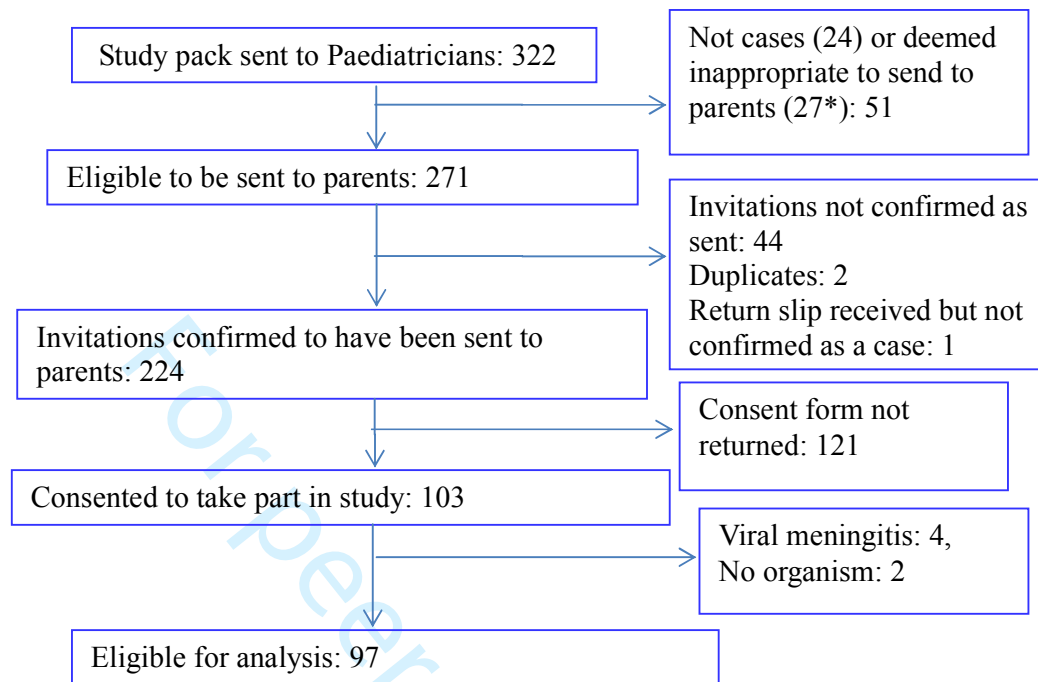 Study pack sent to Paediatricians: 322
Not cases (24) or deemed
inappropriate to send to
parents (27*): 51
Eligible to be sent to parents: 271
Invitations not confirmed as
sent: 44
Duplicates: 2
Return slip received but not
confirmed as a case: 1
Invitations confirmed to have been sent to
parents: 224
Consent form not
returned: 121
Consented to take part in study: 103
Viral meningitis: 4,
No organism: 2
Eligible for analysis: 97
For peer